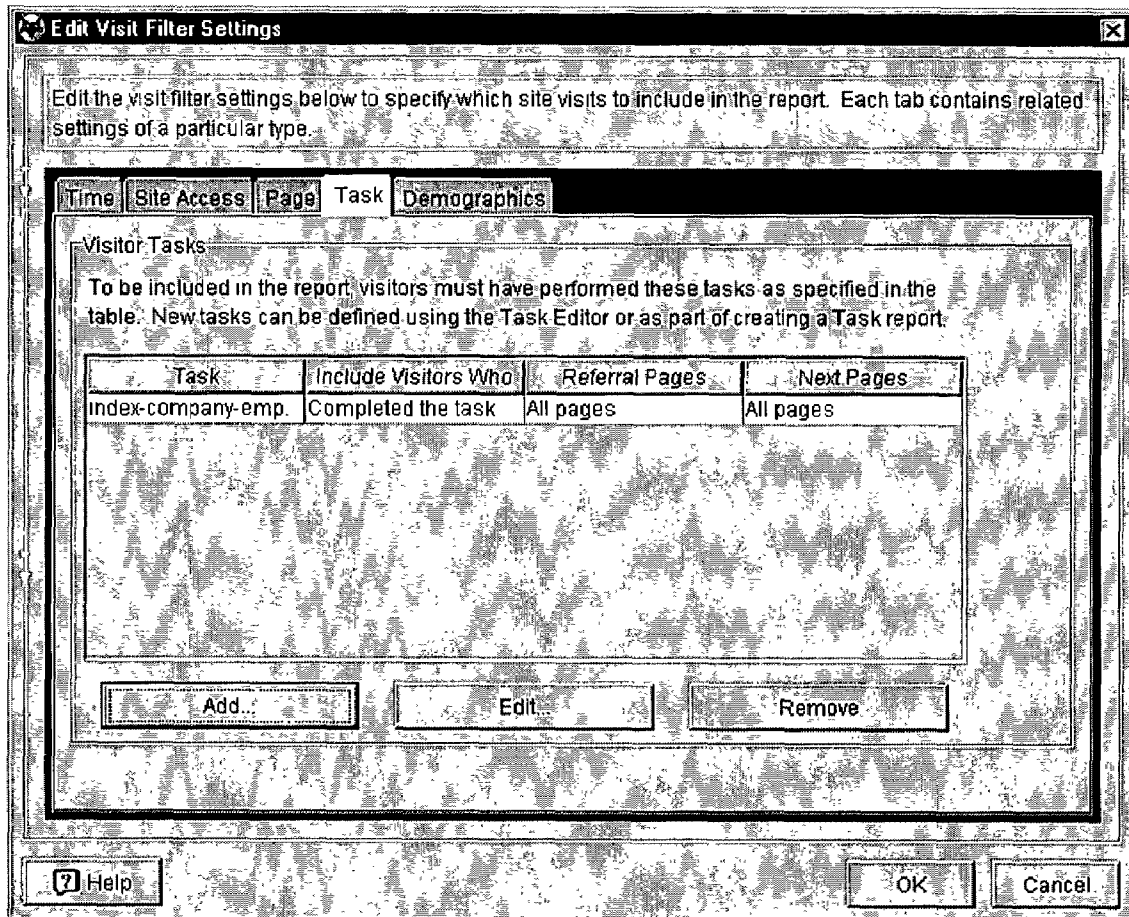 Edit Visit Filter Settings
Edit the visit filter settings below to specify which site visits to include in the report. Each tab contains related
settings of a particular type.
Time Site Access Page Task Demographics
Visitor Tasks
To be included in the report, visitors must have performed these tasks as specified in the
table. New tasks can be defined using the Task Editor or as part of creating a Task report.
Task Include Visitors Who Referral Pages Next Pages
index-company-emp. Completed the task All pages All pages
Add... Edit... Remove
? Help OK Cancel